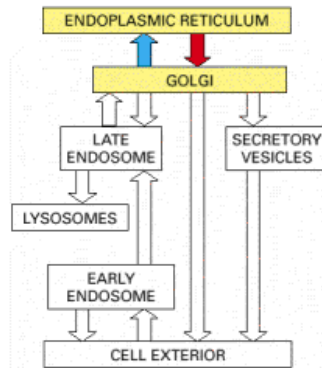 ENDOPLASMIC RETICULUM
GOLGI
LATE
ENDOSOME
SECRETORY
VESICLES
LYSOSOMES
EARLY
ENDOSOME
CELL EXTERIOR